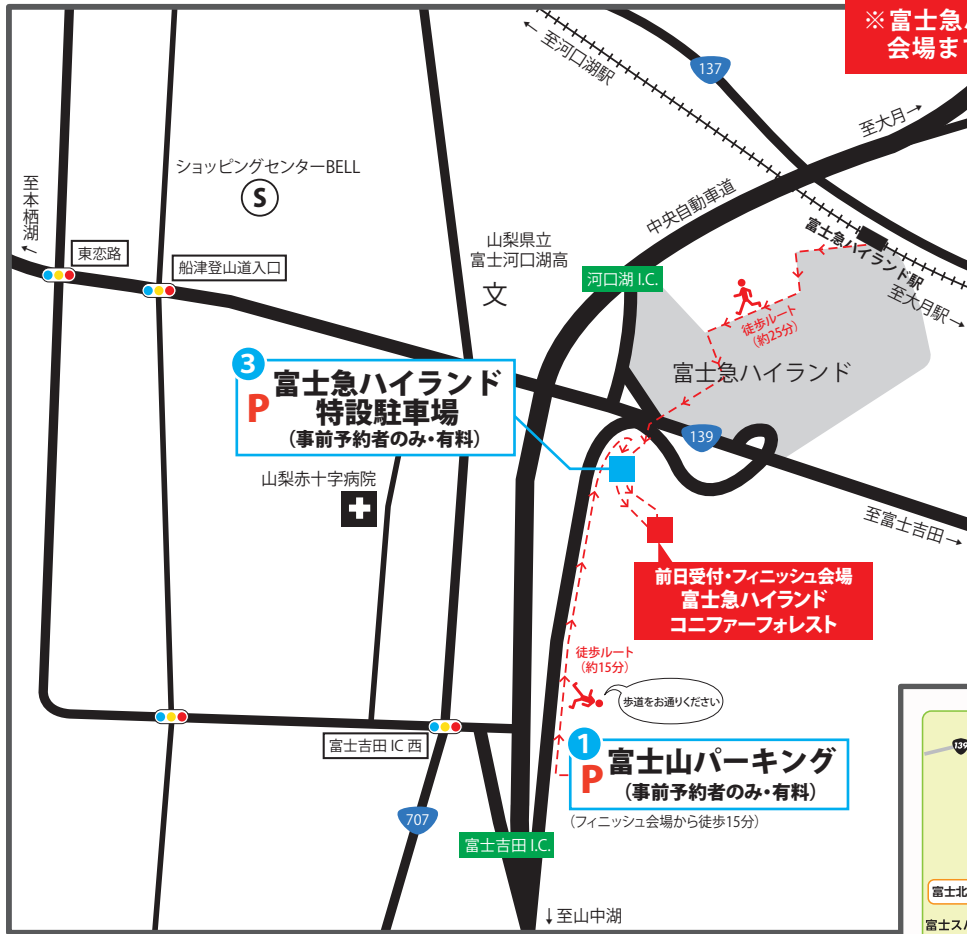 ※富士急ハ
会場まで
←至河口湖駅
137
至大月→
ショッピングセンターBELL
S
至本栖湖→
東恋路
船津登山道入口
山梨県立
富士河口湖高
文
中央自動車道
河口湖 I.C.
富士急ハイランド駅
至大月駅→
徒歩ルート
(約25分)
富士急ハイランド
3
P
富士急ハイランド
特設駐車場
(事前予約者のみ・有料)
139
山梨赤十字病院
至富士吉田→
前日受付・フィニッシュ会場
富士急ハイランド
コニファーフォレスト
徒歩ルート
(約15分)
歩道をお通りください
富士吉田 IC 西
1
P
富士山パーキング
(事前予約者のみ・有料)
(フィニッシュ会場から徒歩15分)
707
富士吉田 I.C.
↓至山中湖
139
富士北
富士スバ